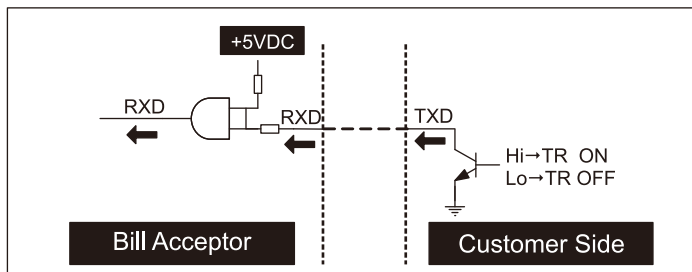 +5VDC
RXD
RXD
TXD
Hi→TR ON
Lo→TR OFF
Bill Acceptor
Customer Side